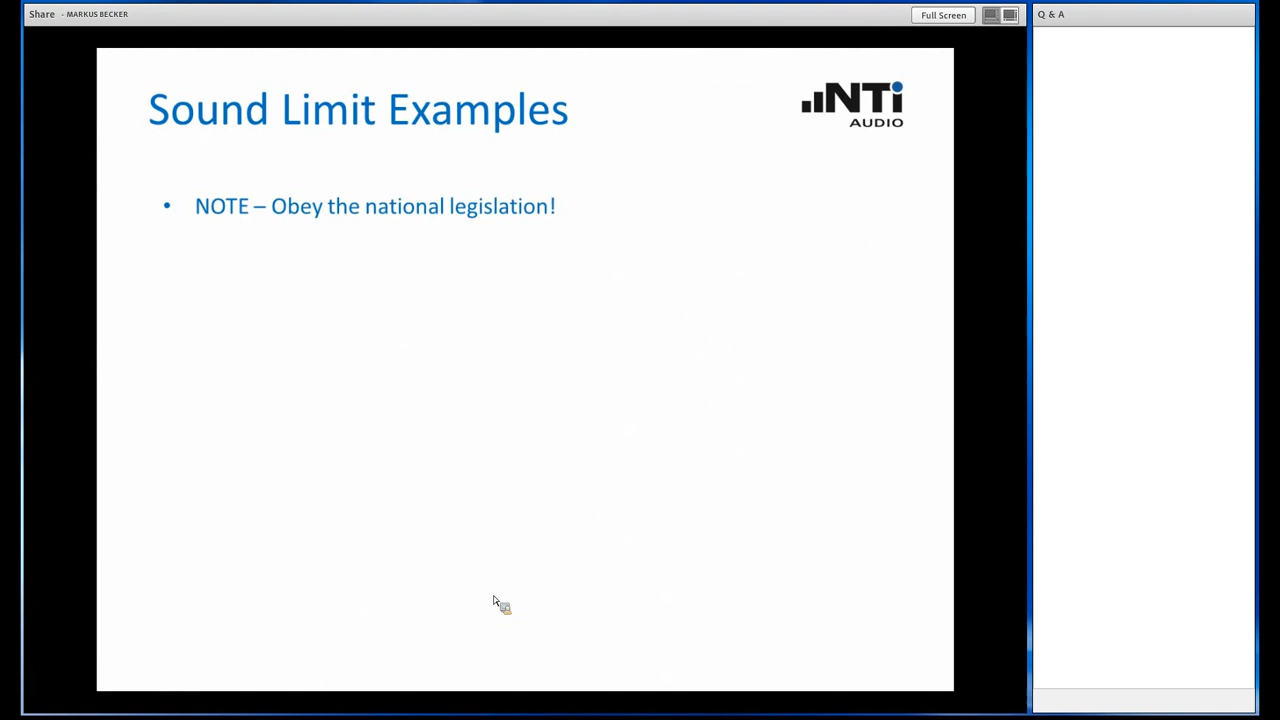 Share - MARKUS BECKER
Full Screen
Q & A
Sound Limit Examples
NTi
AUDIO
• NOTE – Obey the national legislation!